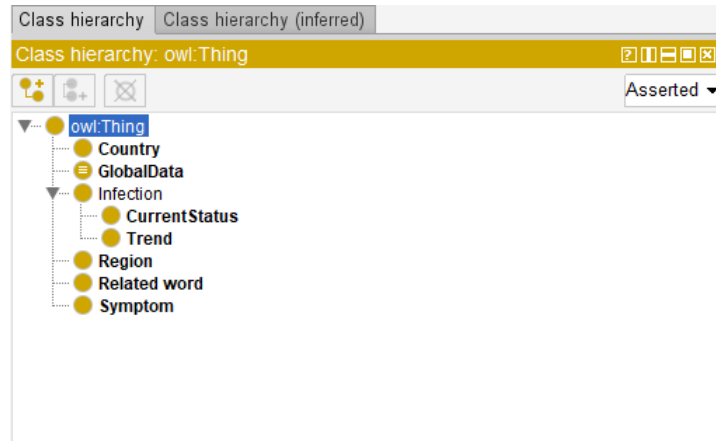 Class hierarchy Class hierarchy (inferred)
Class hierarchy: owl:Thing
Asserted
owl:Thing
Country
GlobalData
Infection
CurrentStatus
Trend
Region
Related word
Symptom